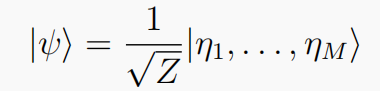 |ψ⟩ = 1/√Z |η₁, . . . , η_M⟩